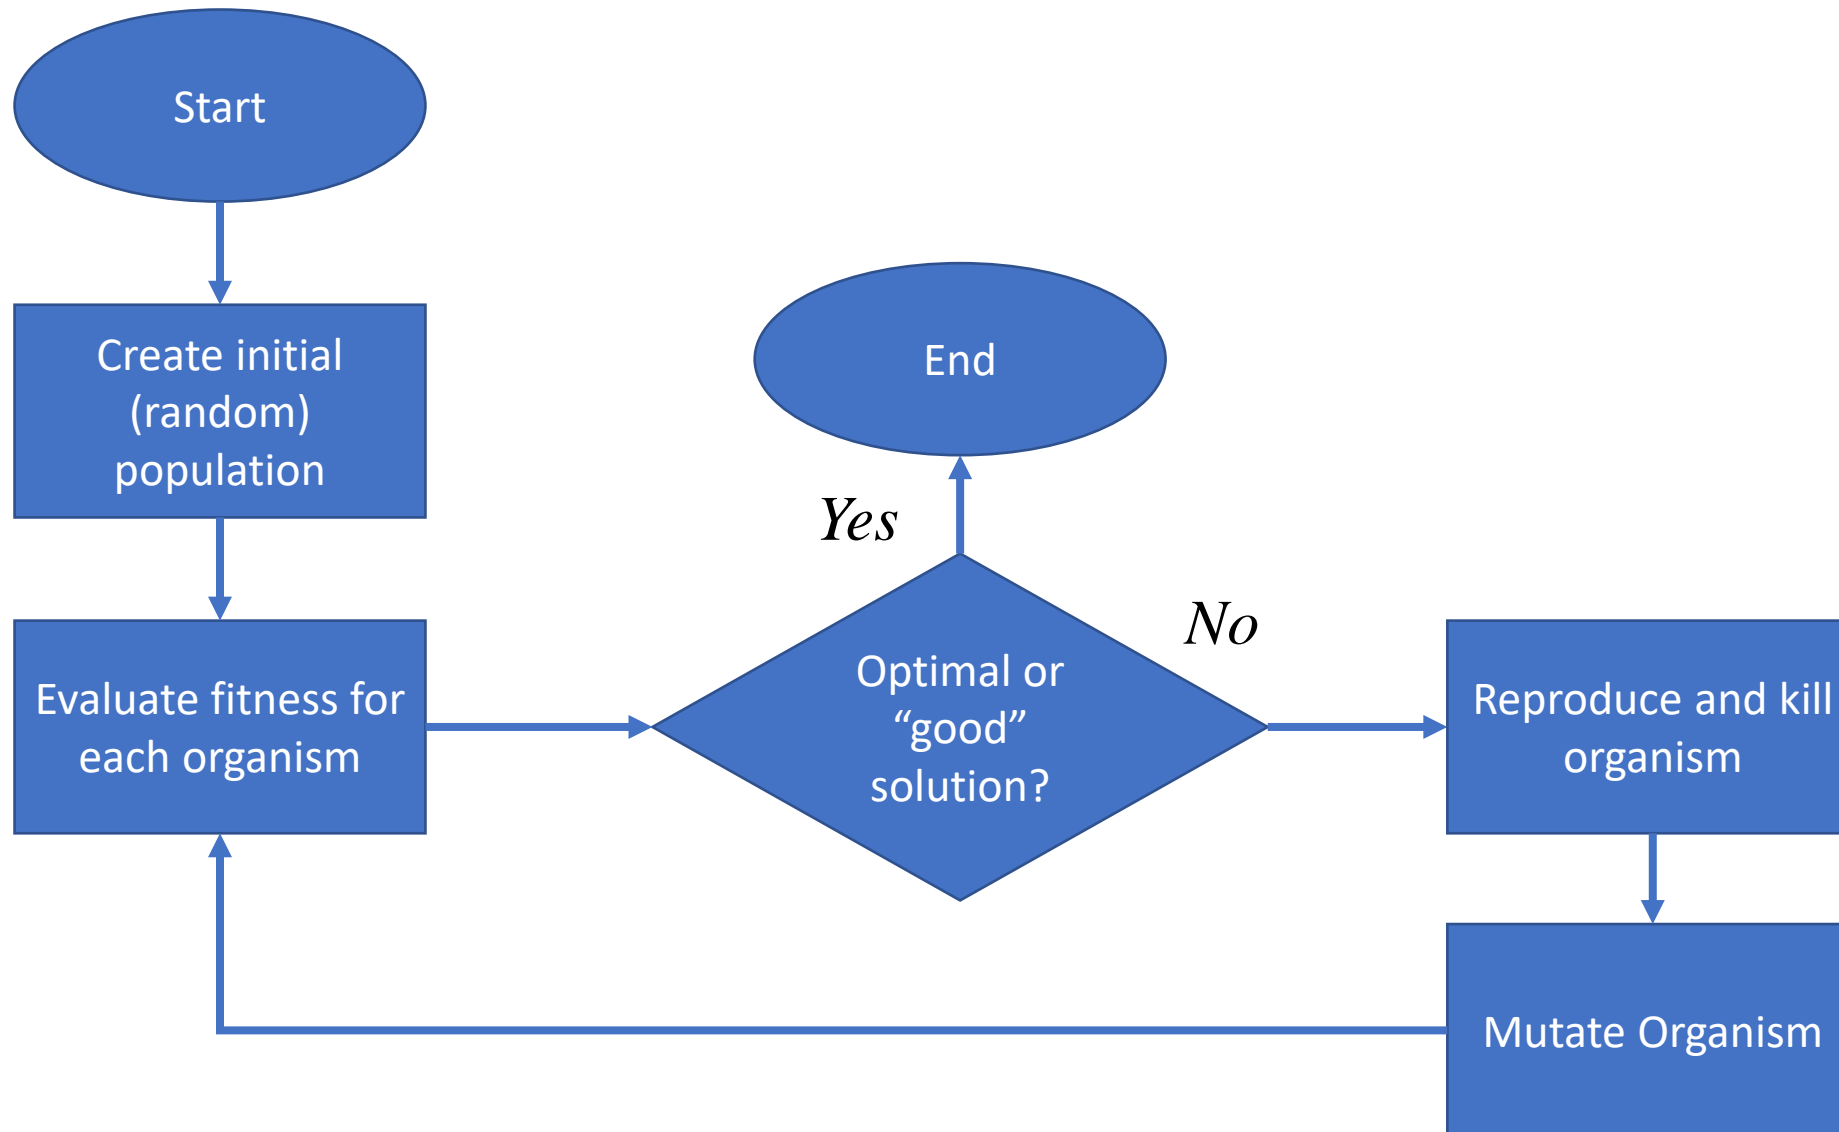 Start
Create initial
(random)
population
Evaluate fitness for
each organism
End
Yes
No
Optimal or
“good”
solution?
Reproduce and kill
organism
Mutate Organism